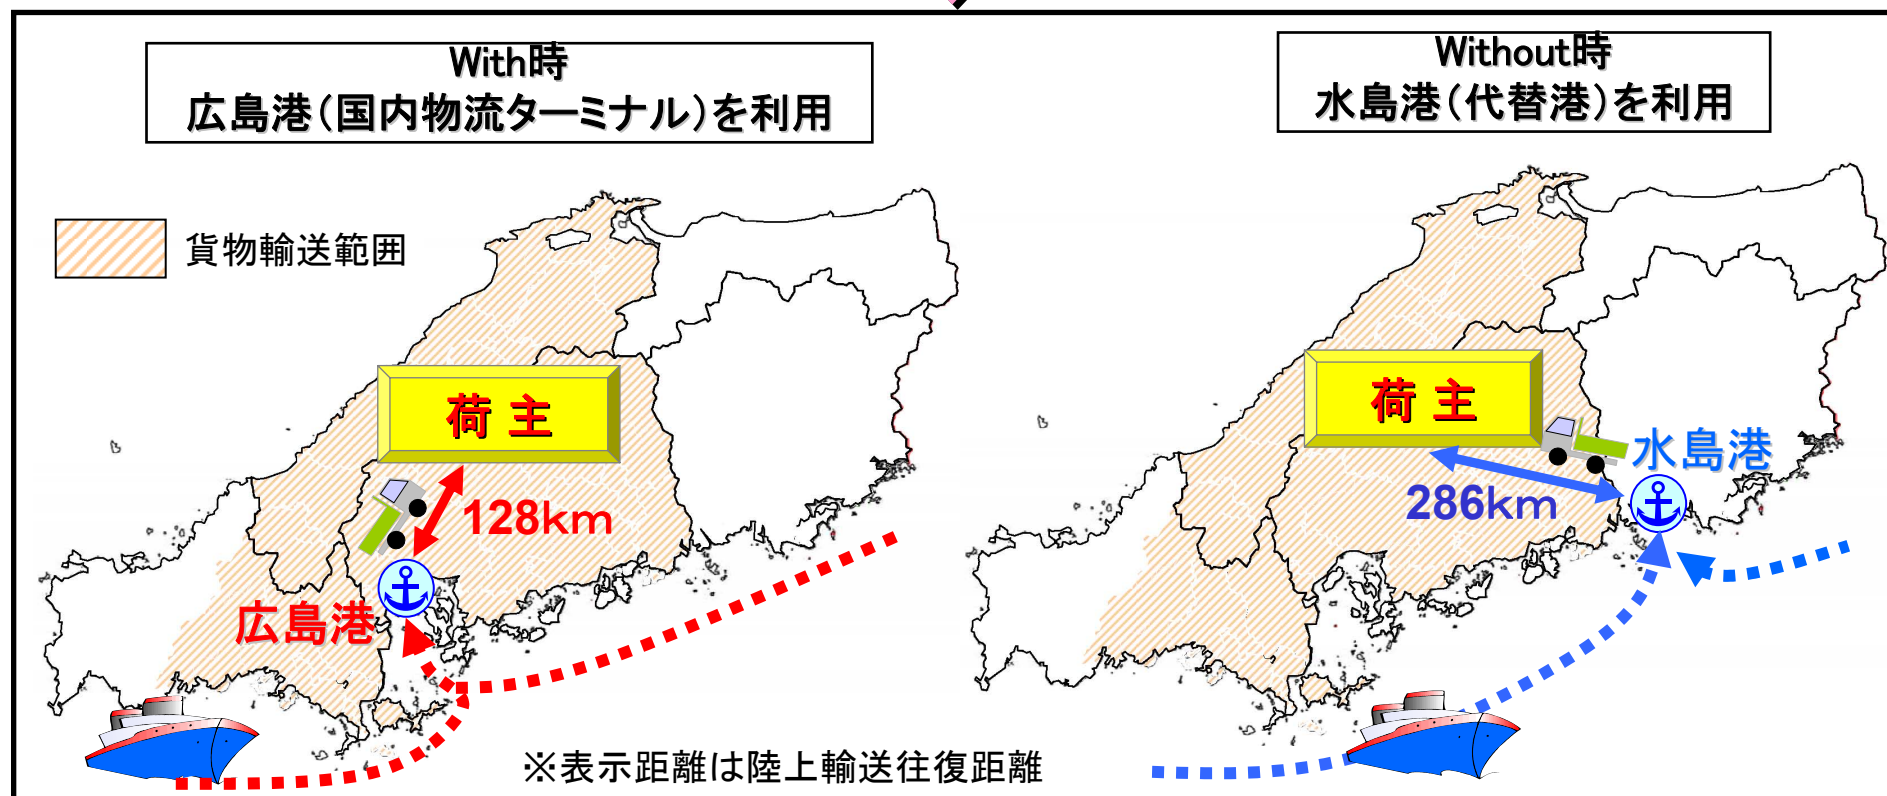 With時
広島港(国内物流ターミナル)を利用
Without時
水島港(代替港)を利用
貨物輸送範囲
荷主
128km
広島港
荷主
水島港
286km
※表示距離は陸上輸送往復距離